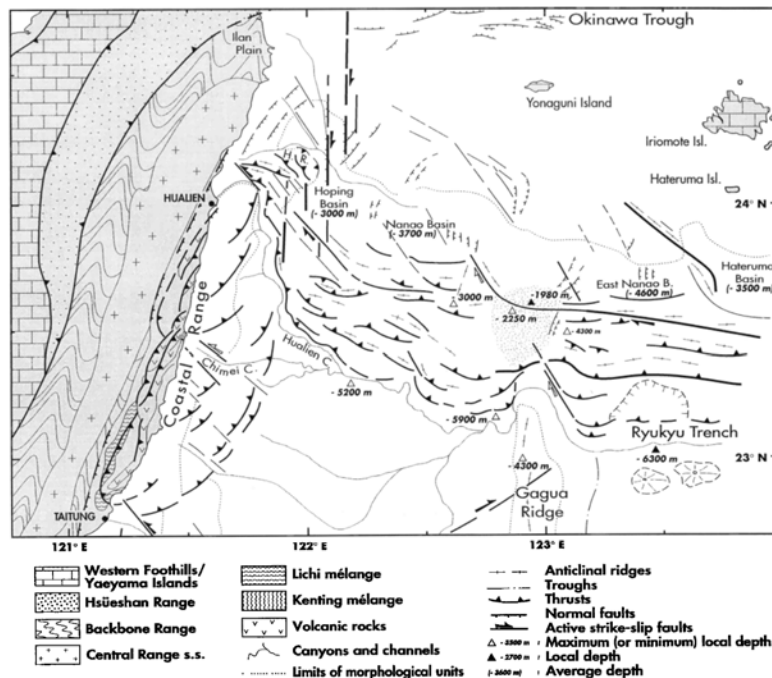 Okinawa Trough
Ilan
Plain
Yonaguni Island
Iriomote Isl.
Hateruma Isl.
H. R.
HUALIEN
Hoping
Basin
(- 3000 m)
24° N
Nanao Basin
(- 3700 m)
Hateruma
Basin
(- 3500 m)
East Nanao B.
(- 4600 m)
- 1980 m
- 3000 m
- 2250 m
- 4300 m
Coastal Range
Hualien C.
Chimei C.
- 5200 m
- 5900 m
Ryukyu Trench
- 4300 m
- 6300 m
23° N
Gagua
Ridge
TAITUNG
121° E
122°
123°
Western Foothills/
Yaeyama Islands
Hsüeshan Range
Backbone Range
Central Range s.s.
Lichi mélange
Kenting mélange
Volcanic rocks
Canyons and channels
Limits of morphological units
Anticlinal ridges
Troughs
Thrusts
Normal faults
Active strike-slip faults
- 2500 m Maximum (or minimum) local depth
- 2700 m Local depth
(- 3600 m) Average depth